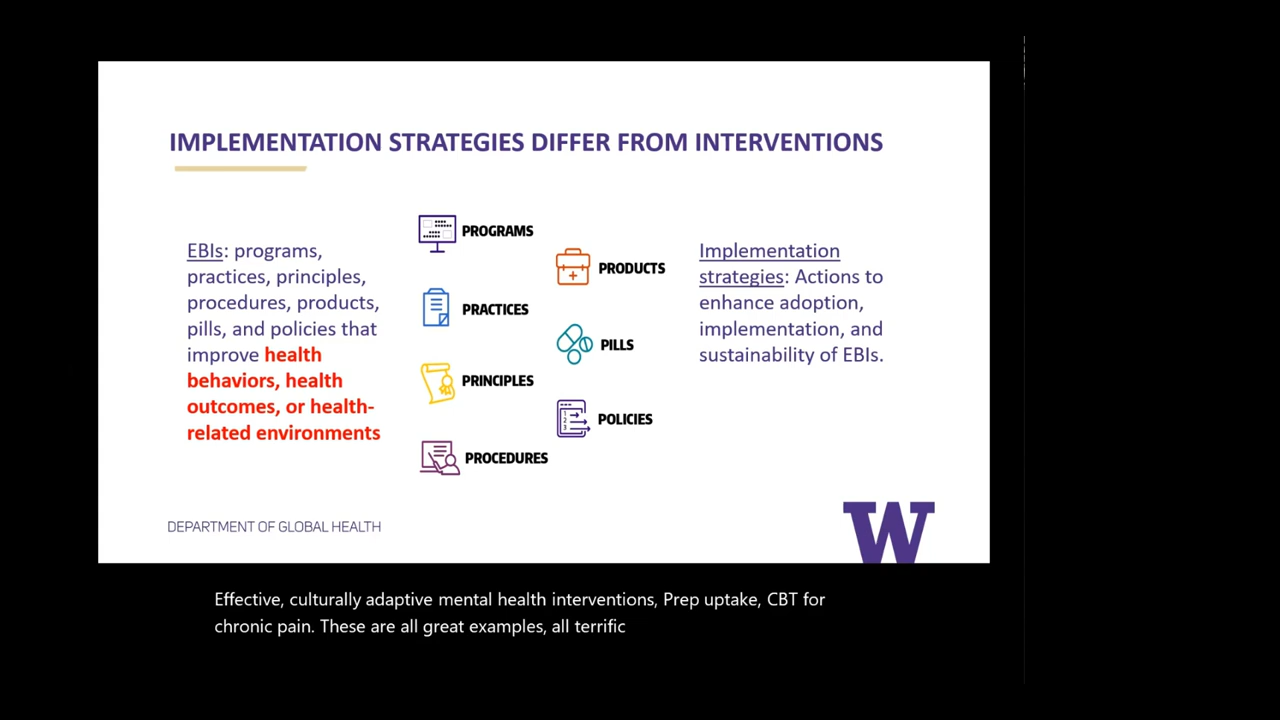 IMPLEMENTATION STRATEGIES DIFFER FROM INTERVENTIONS
EBIs: programs,
practices, principles,
procedures, products,
pills, and policies that
improve health
behaviors, health
outcomes, or health-
related environments
PROGRAMS
PRODUCTS
PRACTICES
PILLS
PRINCIPLES
POLICIES
PROCEDURES
Implementation
strategies: Actions to
enhance adoption,
implementation, and
sustainability of EBIs.
DEPARTMENT OF GLOBAL HEALTH
W
Effective, culturally adaptive mental health interventions, Prep uptake, CBT for
chronic pain. These are all great examples, all terrific